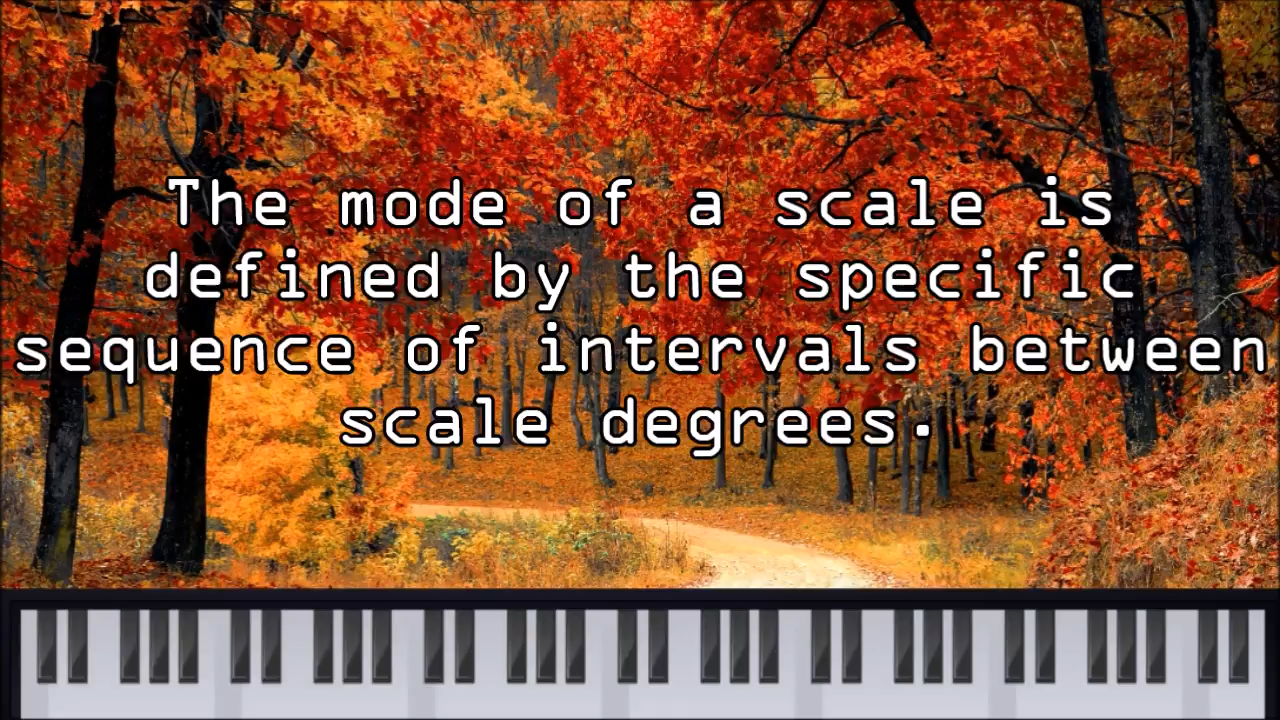 The mode of a scale is
defined by the specific
sequence of intervals between
scale degrees.